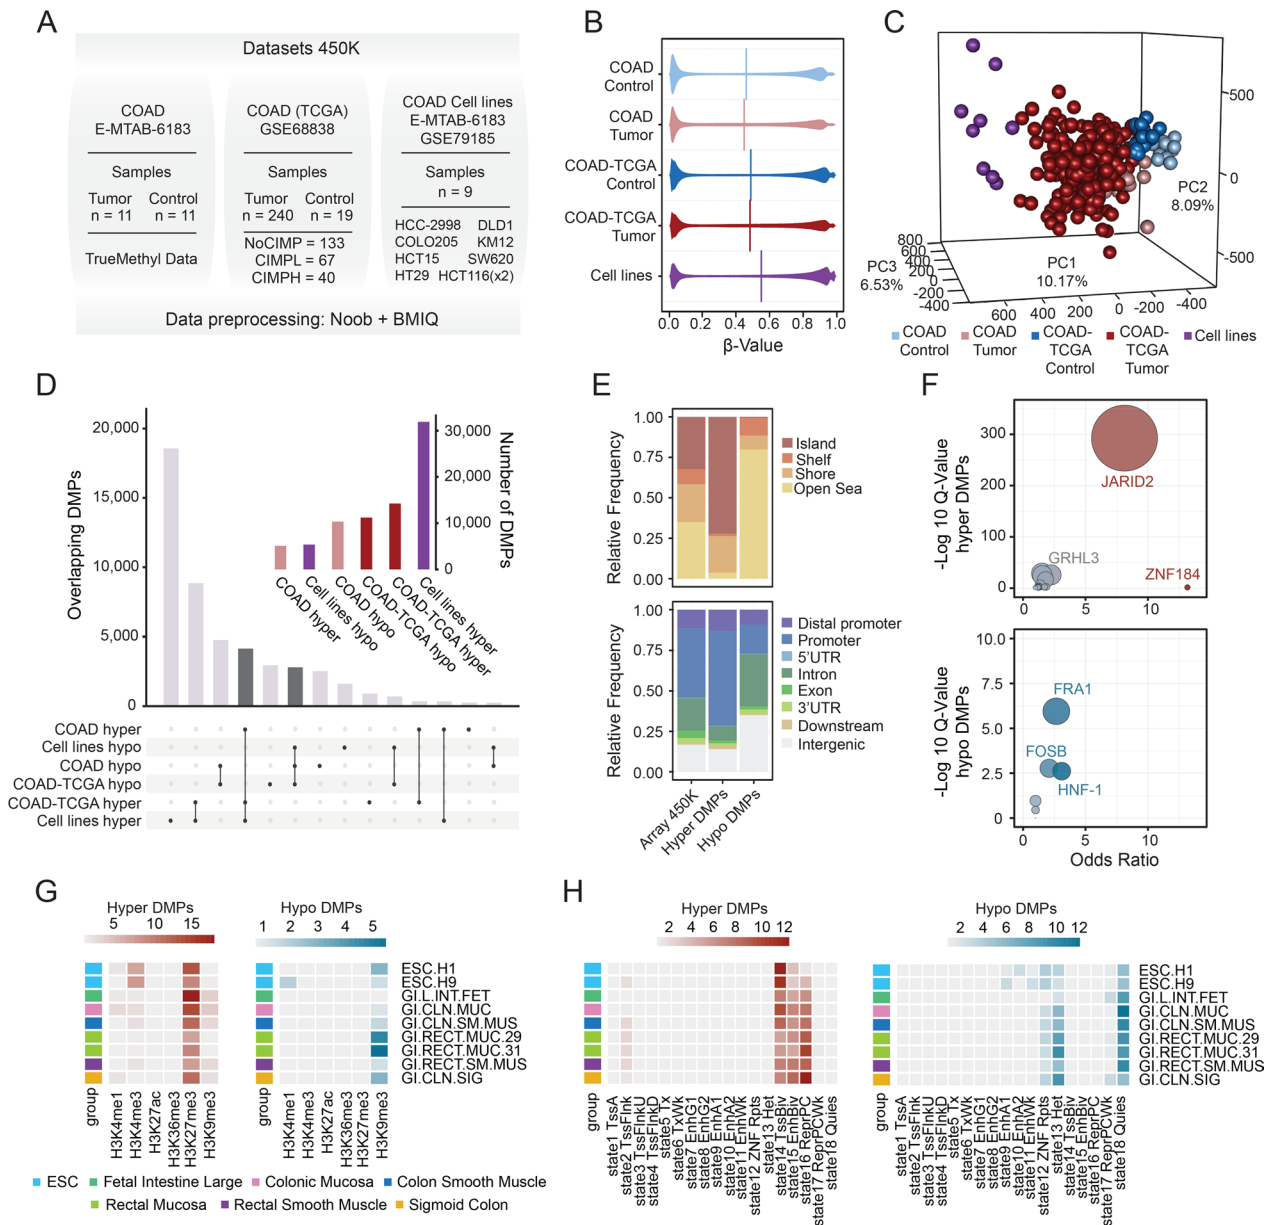 A
Datasets 450K
COAD
E-MTAB-6183
Samples
Tumor Control
n = 11 n = 11
TrueMethyl Data
COAD (TCGA)
GSE68838
Samples
Tumor Control
n = 240 n = 19
NoCIMP = 133
CIMPL = 67
CIMPH = 40
COAD Cell lines
E-MTAB-6183
GSE79185
Samples
n = 9
HCC-2998 DLD1
COLO205 KM12
HCT15 SW620
HT29 HCT116(x2)
Data preprocessing: Noob + BMIQ
B
COAD
Control
COAD
Tumor
COAD-TCGA
Control
COAD-TCGA
Tumor
Cell lines
0.0 0.2 0.4 0.6 0.8 1.0
β-Value
C
500
0
-500
PC2
8.09%
800
600
400
200
0
-200
-400
PC3
6.53%
PC1
10.17%
600 400 200 0 -200 -400
COAD
Control
COAD
Tumor
COAD-
TCGA
Control
COAD-
TCGA
Tumor
Cell lines
D
Overlapping DMPs
20,000
15,000
10,000
5,000
0
Number of DMPs
30,000
20,000
10,000
0
COAD hyper
Cell lines hypo
COAD hypo
COAD-TCGA hypo
COAD-TCGA hyper
Cell lines hyper
COAD hyper
Cell lines hypo
COAD hypo
COAD-TCGA hypo
COAD-TCGA hyper
Cell lines hyper
E
Relative Frequency
1.00
0.75
0.50
0.25
0.00
Island
Shelf
Shore
Open Sea
Relative Frequency
1.00
0.75
0.50
0.25
0.00
Distal promoter
Promoter
5'UTR
Intron
Exon
3'UTR
Downstream
Intergenic
Array 450K
Hyper DMPs
Hypo DMPs
F
-Log 10 Q-Value
hyper DMPs
300
200
100
0
JARID2
GRHL3
ZNF184
0 5 10
-Log 10 Q-Value
hypo DMPs
10.0
7.5
5.0
2.5
0
FRA1
FOSB
HNF-1
0 5 10
Odds Ratio
G
Hyper DMPs
5 10 15
Hypo DMPs
1 2 3 4 5
ESC.H1
ESC.H9
GI.L.INT.FET
GI.CLN.MUC
GI.CLN.SM.MUS
GI.RECT.MUC.29
GI.RECT.MUC.31
GI.RECT.SM.MUS
GI.CLN.SIG
group
H3K4me1
H3K4me3
H3K27ac
H3K36me3
H3K27me3
H3K9me3
group
H3K4me1
H3K4me3
H3K27ac
H3K36me3
H3K27me3
H3K9me3
ESC
Fetal Intestine Large
Colonic Mucosa
Colon Smooth Muscle
Rectal Mucosa
Rectal Smooth Muscle
Sigmoid Colon
H
Hyper DMPs
2 4 6 8 10 12
Hypo DMPs
2 4 6 8 10 12
ESC.H1
ESC.H9
GI.L.INT.FET
GI.CLN.MUC
GI.CLN.SM.MUS
GI.RECT.MUC.29
GI.RECT.MUC.31
GI.RECT.SM.MUS
GI.CLN.SIG
group
state1 TssA
state2 TssFlnk
state3 TssFlnkU
state4 TssFlnkD
state5 Tx
state6 TxWk
state7 EnhG1
state8 EnhG2
state9 EnhA1
state10 EnhA2
state11 EnhWk
state12 ZNF Rpts
state13 Het
state14 TssBiv
state15 EnhBiv
state16 ReprPC
state17 ReprPCWk
state18 Quies
group
state1 TssA
state2 TssFlnk
state3 TssFlnkU
state4 TssFlnkD
state5 Tx
state6 TxWk
state7 EnhG1
state8 EnhG2
state9 EnhA1
state10 EnhA2
state11 EnhWk
state12 ZNF Rpts
state13 Het
state14 TssBiv
state15 EnhBiv
state16 ReprPC
state17 ReprPCWk
state18 Quies